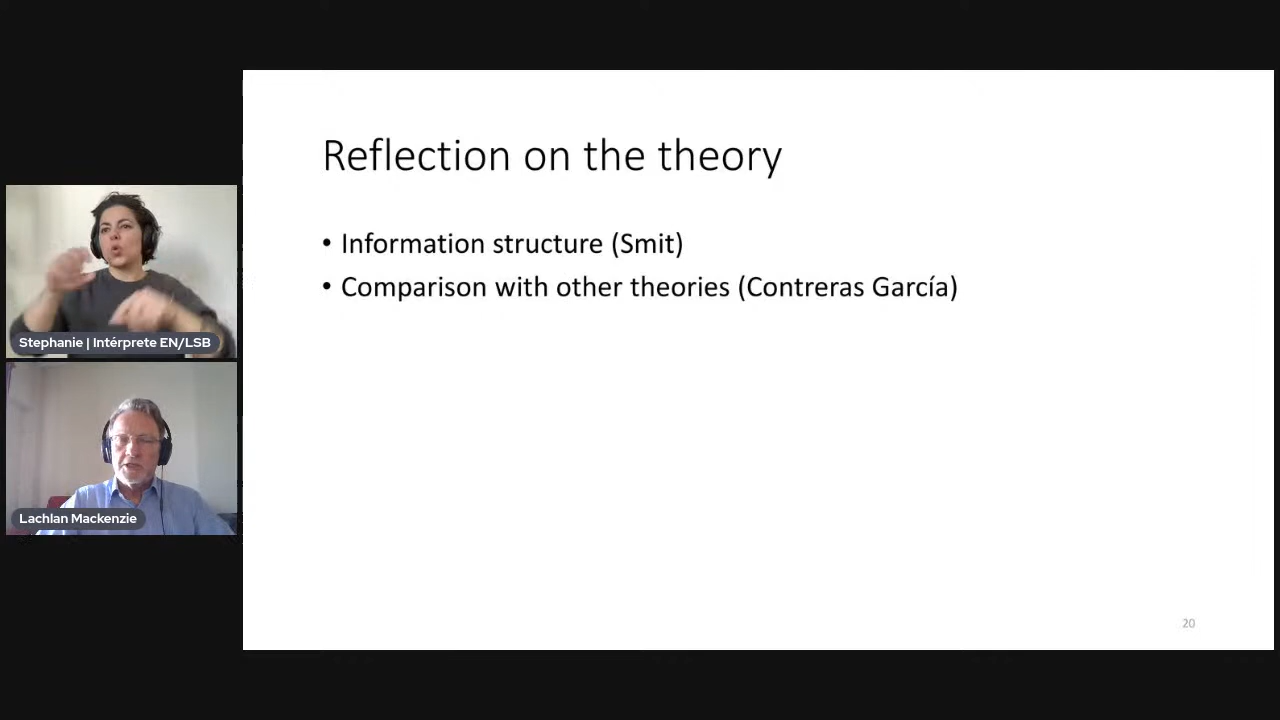 Reflection on the theory
• Information structure (Smit)
• Comparison with other theories (Contreras García)
20
Stephanie | Intérprete EN/LSB
Lachlan Mackenzie